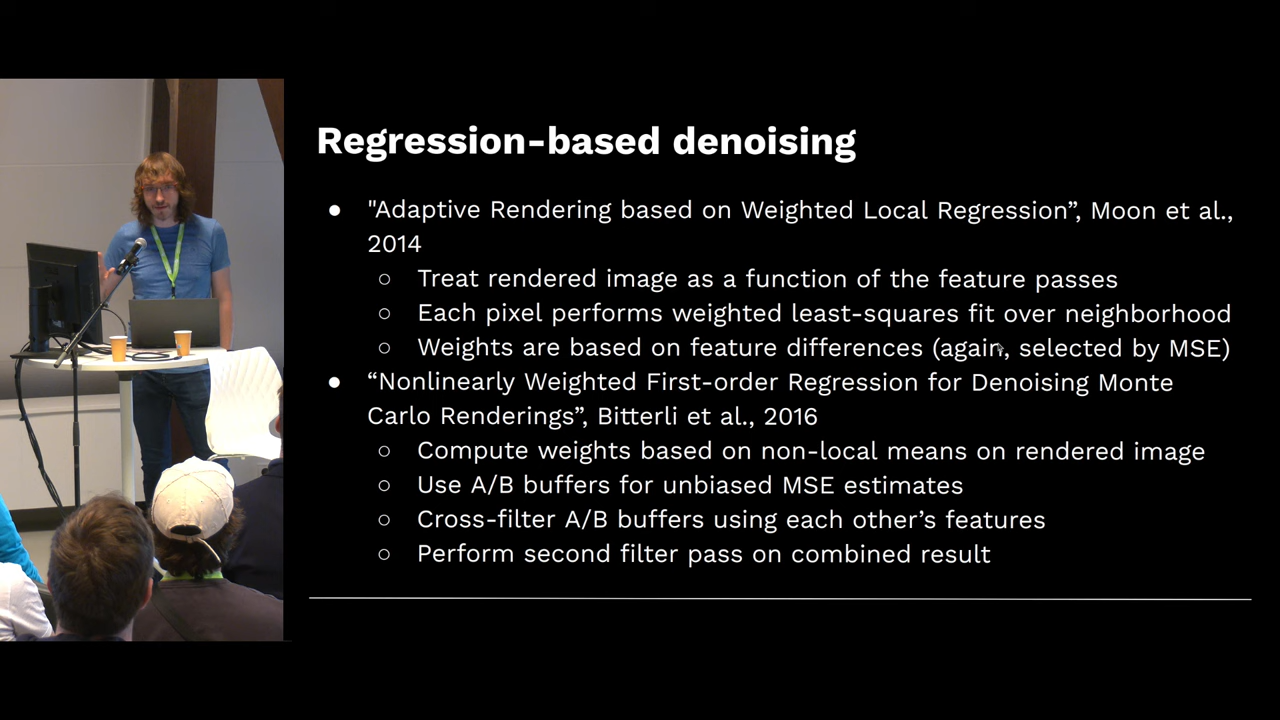 Regression-based denoising
● "Adaptive Rendering based on Weighted Local Regression”, Moon et al.,
2014
○ Treat rendered image as a function of the feature passes
○ Each pixel performs weighted least-squares fit over neighborhood
○ Weights are based on feature differences (again, selected by MSE)
● “Nonlinearly Weighted First-order Regression for Denoising Monte
Carlo Renderings”, Bitterli et al., 2016
○ Compute weights based on non-local means on rendered image
○ Use A/B buffers for unbiased MSE estimates
○ Cross-filter A/B buffers using each other’s features
○ Perform second filter pass on combined result